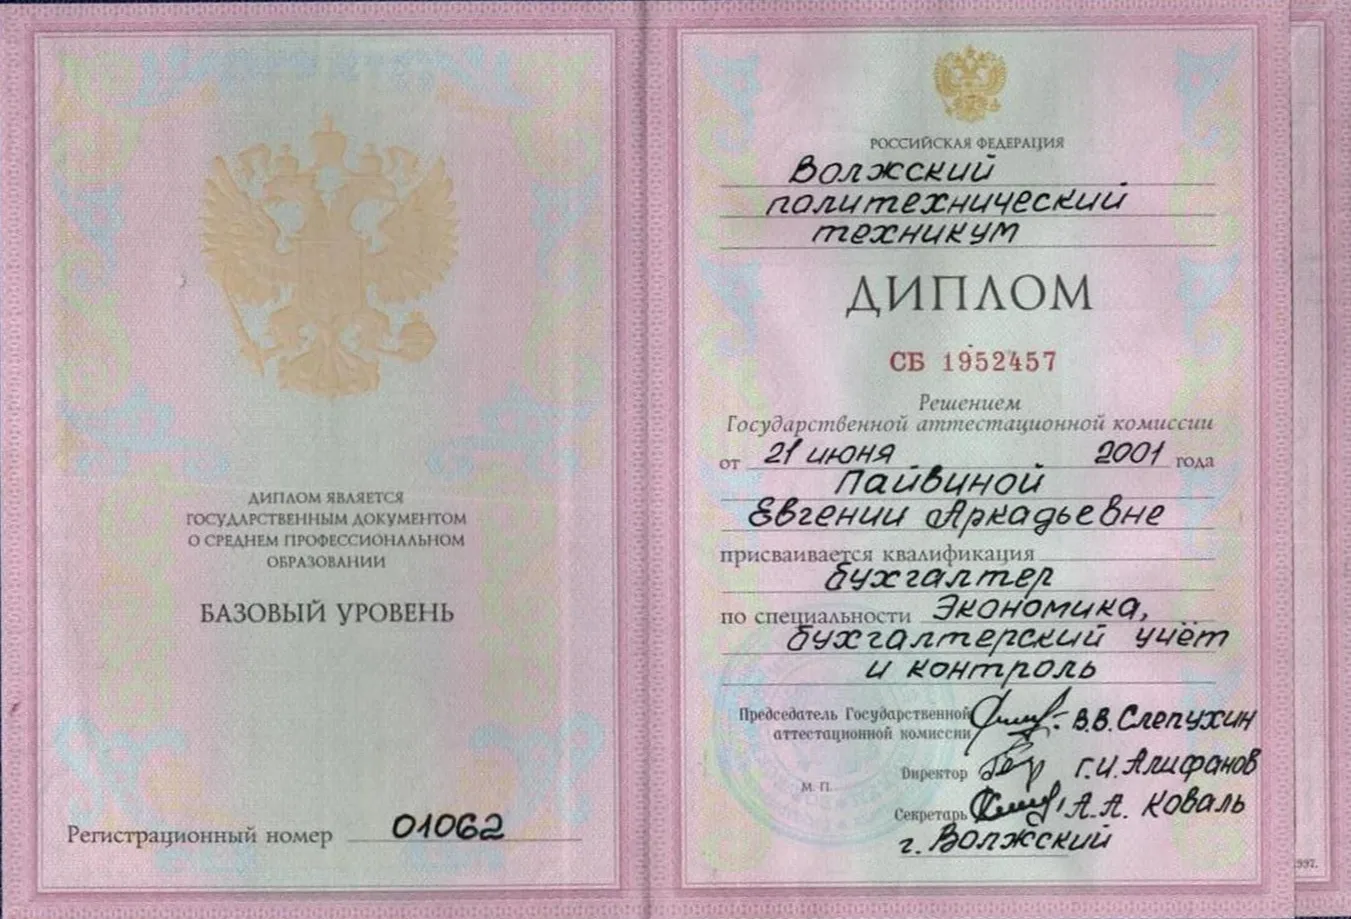 ДИПЛОМ ЯВЛЯЕТСЯ
ГОСУДАРСТВЕННЫМ ДОКУМЕНТОМ
О СРЕДНЕМ ПРОФЕССИОНАЛЬНОМ
ОБРАЗОВАНИИ
БАЗОВЫЙ УРОВЕНЬ
Регистрационный номер 01062
РОССИЙСКАЯ ФЕДЕРАЦИЯ
Волжский
политехнический
техникум
ДИПЛОМ
СБ 1952457
Решением
Государственной аттестационной комиссии
от 21 июня 2001 года
Пайвиной
Евгении Аркадьевне
присваивается квалификация
бухгалтер
по специальности Экономика,
бухгалтерский учёт
и контроль
Председатель Государственной
аттестационной комиссии В.В. Слепухин
Директор Г.И. Алифанов
М. П.
Секретарь А.А. Коваль
г. Волжский